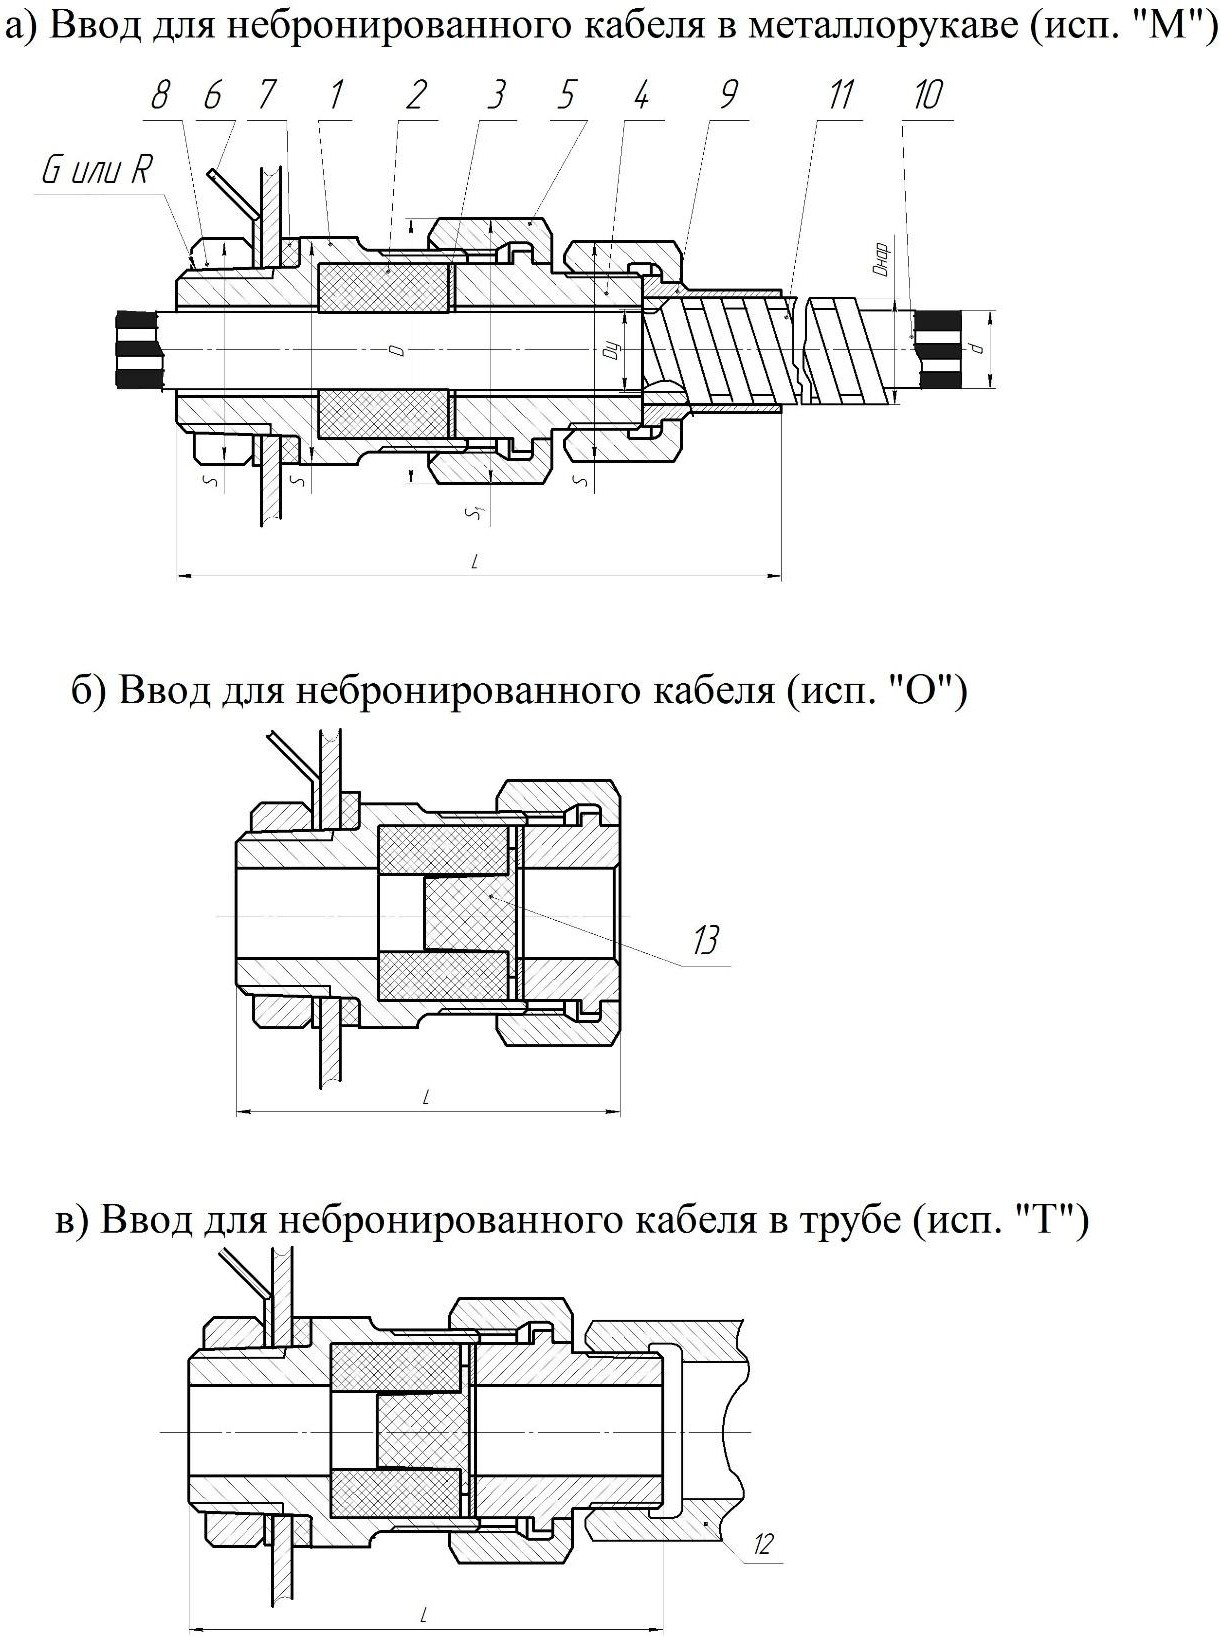 а) Ввод для небронированного кабеля в металлорукаве (исп. "М")
8 6 7 1 2 3 5 4 9 11 10
G или R
Dнар
D
Dу
d
S
S
S₁
S
L
б) Ввод для небронированного кабеля (исп. "О")
13
L
в) Ввод для небронированного кабеля в трубе (исп. "Т")
12
L